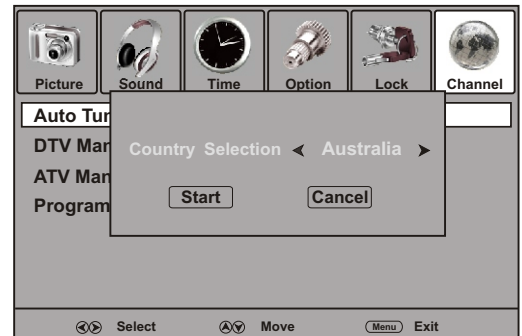 Picture Sound Time Option Lock Channel
Auto Tu
DTV Man
ATV Man
Program
Country Selection Australia
Start Cancel
Select Move Menu Exit